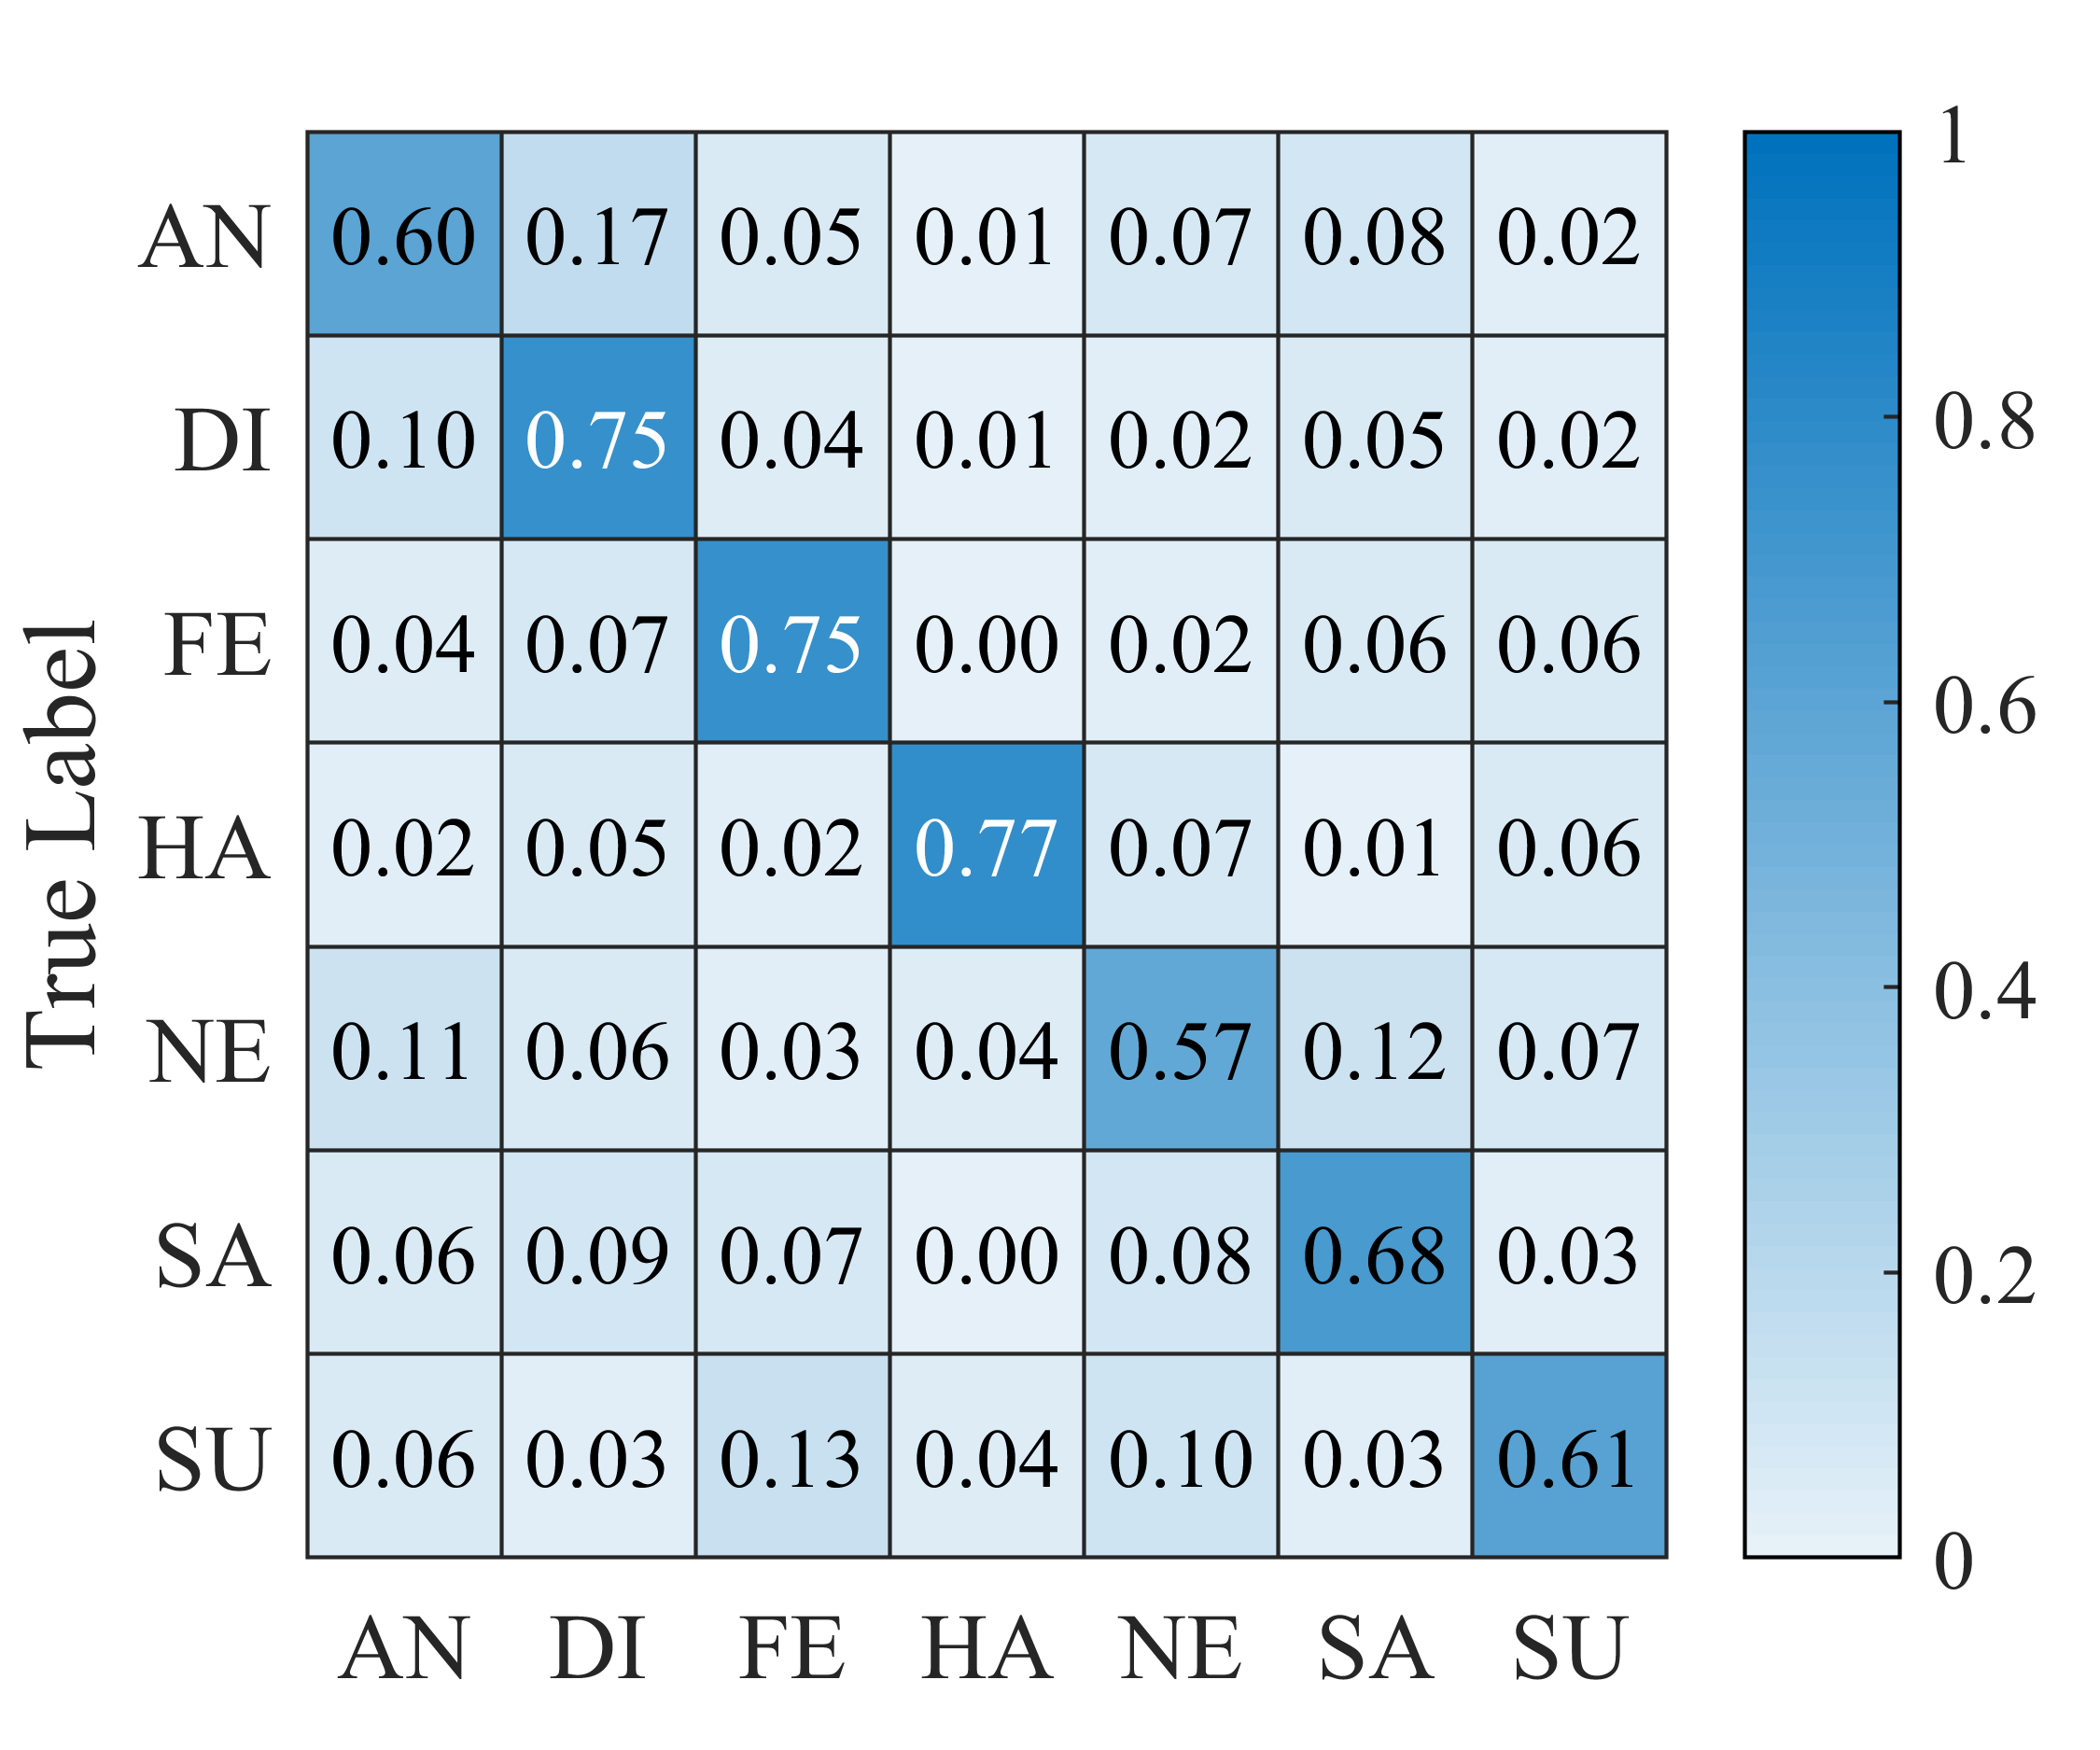 True Label
AN 0.60 0.17 0.05 0.01 0.07 0.08 0.02
DI 0.10 0.75 0.04 0.01 0.02 0.05 0.02
FE 0.04 0.07 0.75 0.00 0.02 0.06 0.06
HA 0.02 0.05 0.02 0.77 0.07 0.01 0.06
NE 0.11 0.06 0.03 0.04 0.57 0.12 0.07
SA 0.06 0.09 0.07 0.00 0.08 0.68 0.03
SU 0.06 0.03 0.13 0.04 0.10 0.03 0.61
AN DI FE HA NE SA SU
1
0.8
0.6
0.4
0.2
0